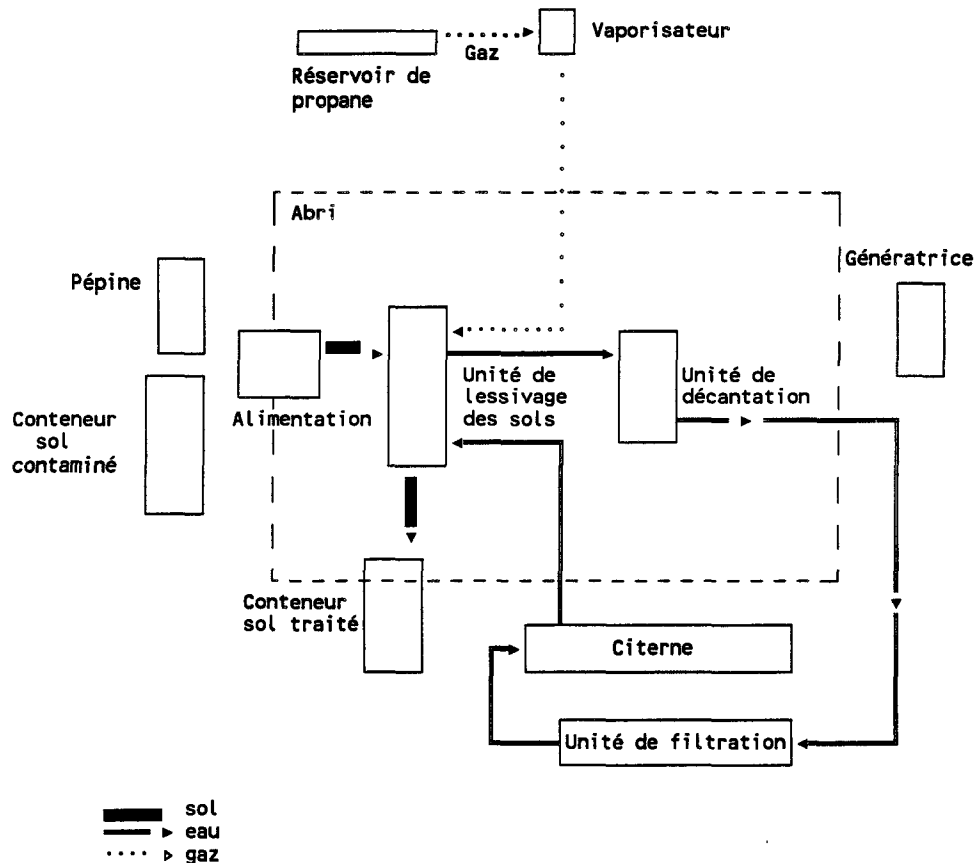 Vaporisateur
Gaz
Réservoir de
propane
Abri
Pépine
Génératrice
Conteneur
sol
contaminé
Alimentation
Unité de
lessivage
des sols
Unité de
décantation
Conteneur
sol traité
Citerne
Unité de filtration
sol
eau
gaz